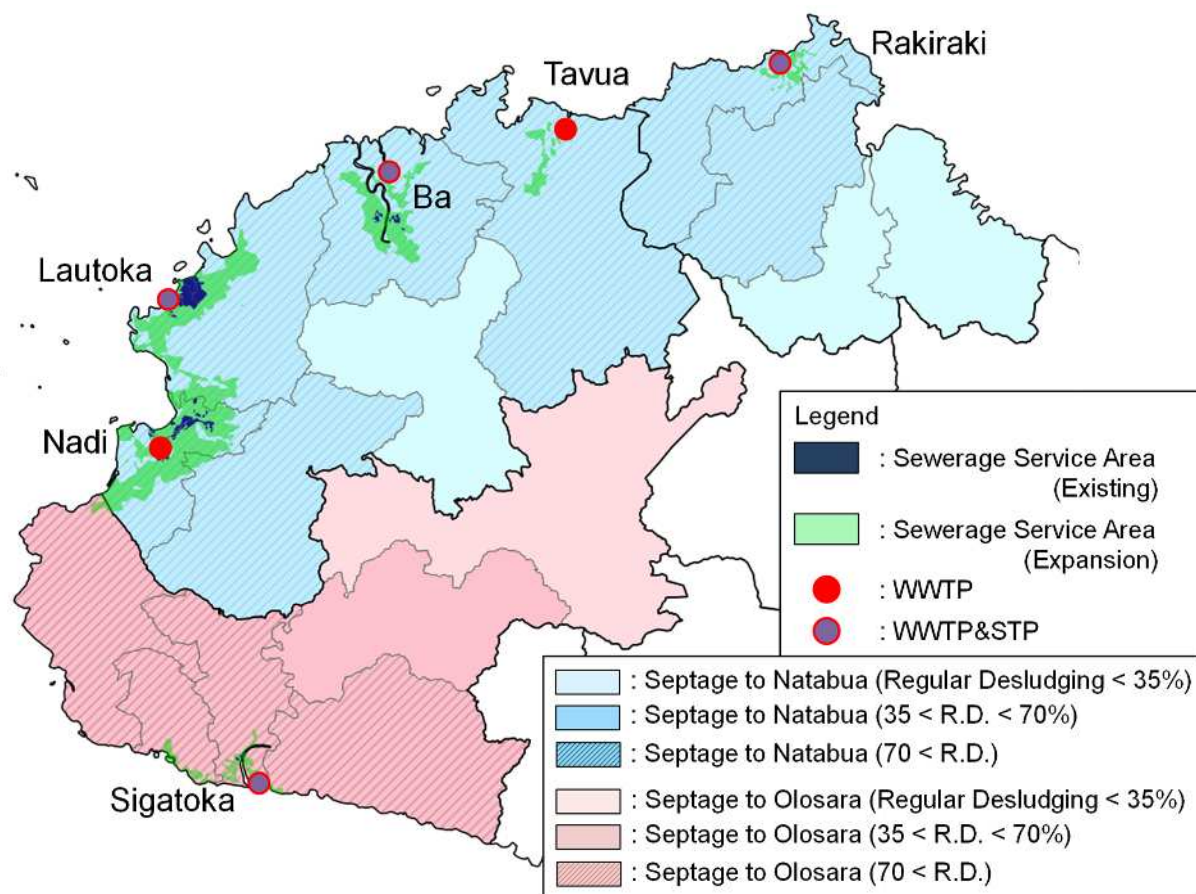 Rakiraki
Tavua
Ba
Lautoka
Nadi
Sigatoka
Legend
: Sewerage Service Area
(Existing)
: Sewerage Service Area
(Expansion)
: WWTP
: WWTP&STP
: Septage to Natabua (Regular Desludging < 35%)
: Septage to Natabua (35 < R.D. < 70%)
: Septage to Natabua (70 < R.D.)
: Septage to Olosara (Regular Desludging < 35%)
: Septage to Olosara (35 < R.D. < 70%)
: Septage to Olosara (70 < R.D.)